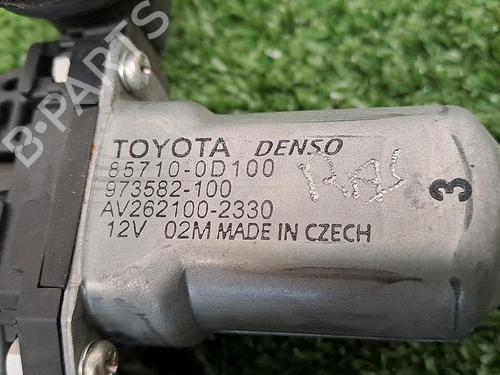 B-PARTS
TOYOTA DENSO
85710-0D100
973582-100
AV262100-2330
12V 02M MADE IN CZECH
3